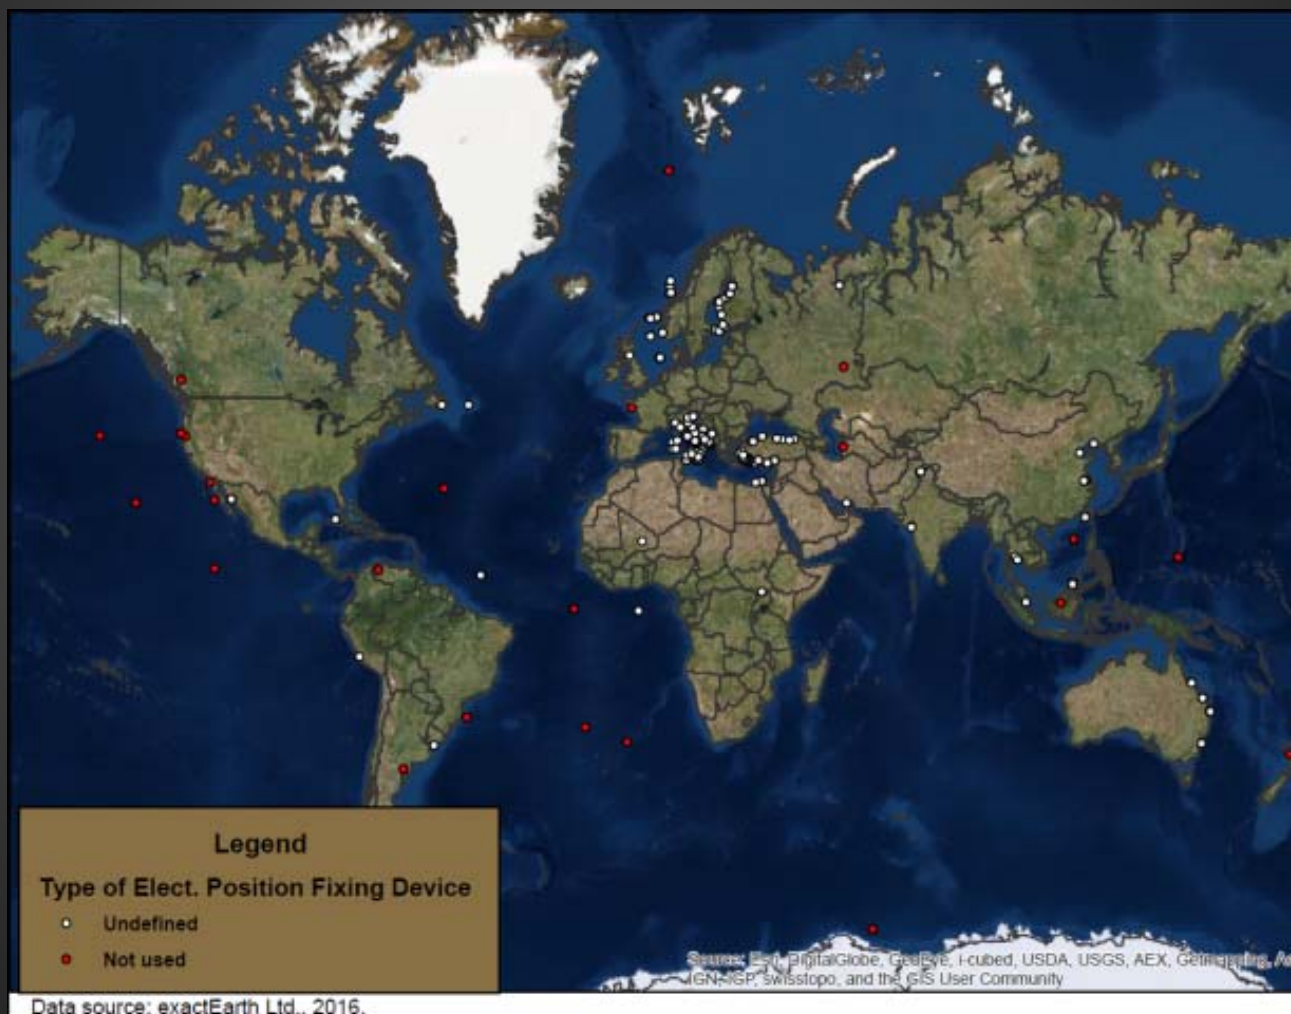 Legend
Type of Elect. Position Fixing Device
Undefined
Not used
Source: Esri, DigitalGlobe, GeoEye, i-cubed, USDA, USGS, AEX, Getmapping,
IGN, IGP, swisstopo, and the GIS User Community
Data source: exactEarth Ltd., 2016.